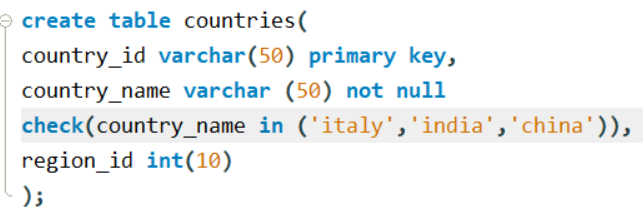 create table countries(
country_id varchar(50) primary key,
country_name varchar (50) not null
check(country_name in ('italy','india','china')),
region_id int(10)
);